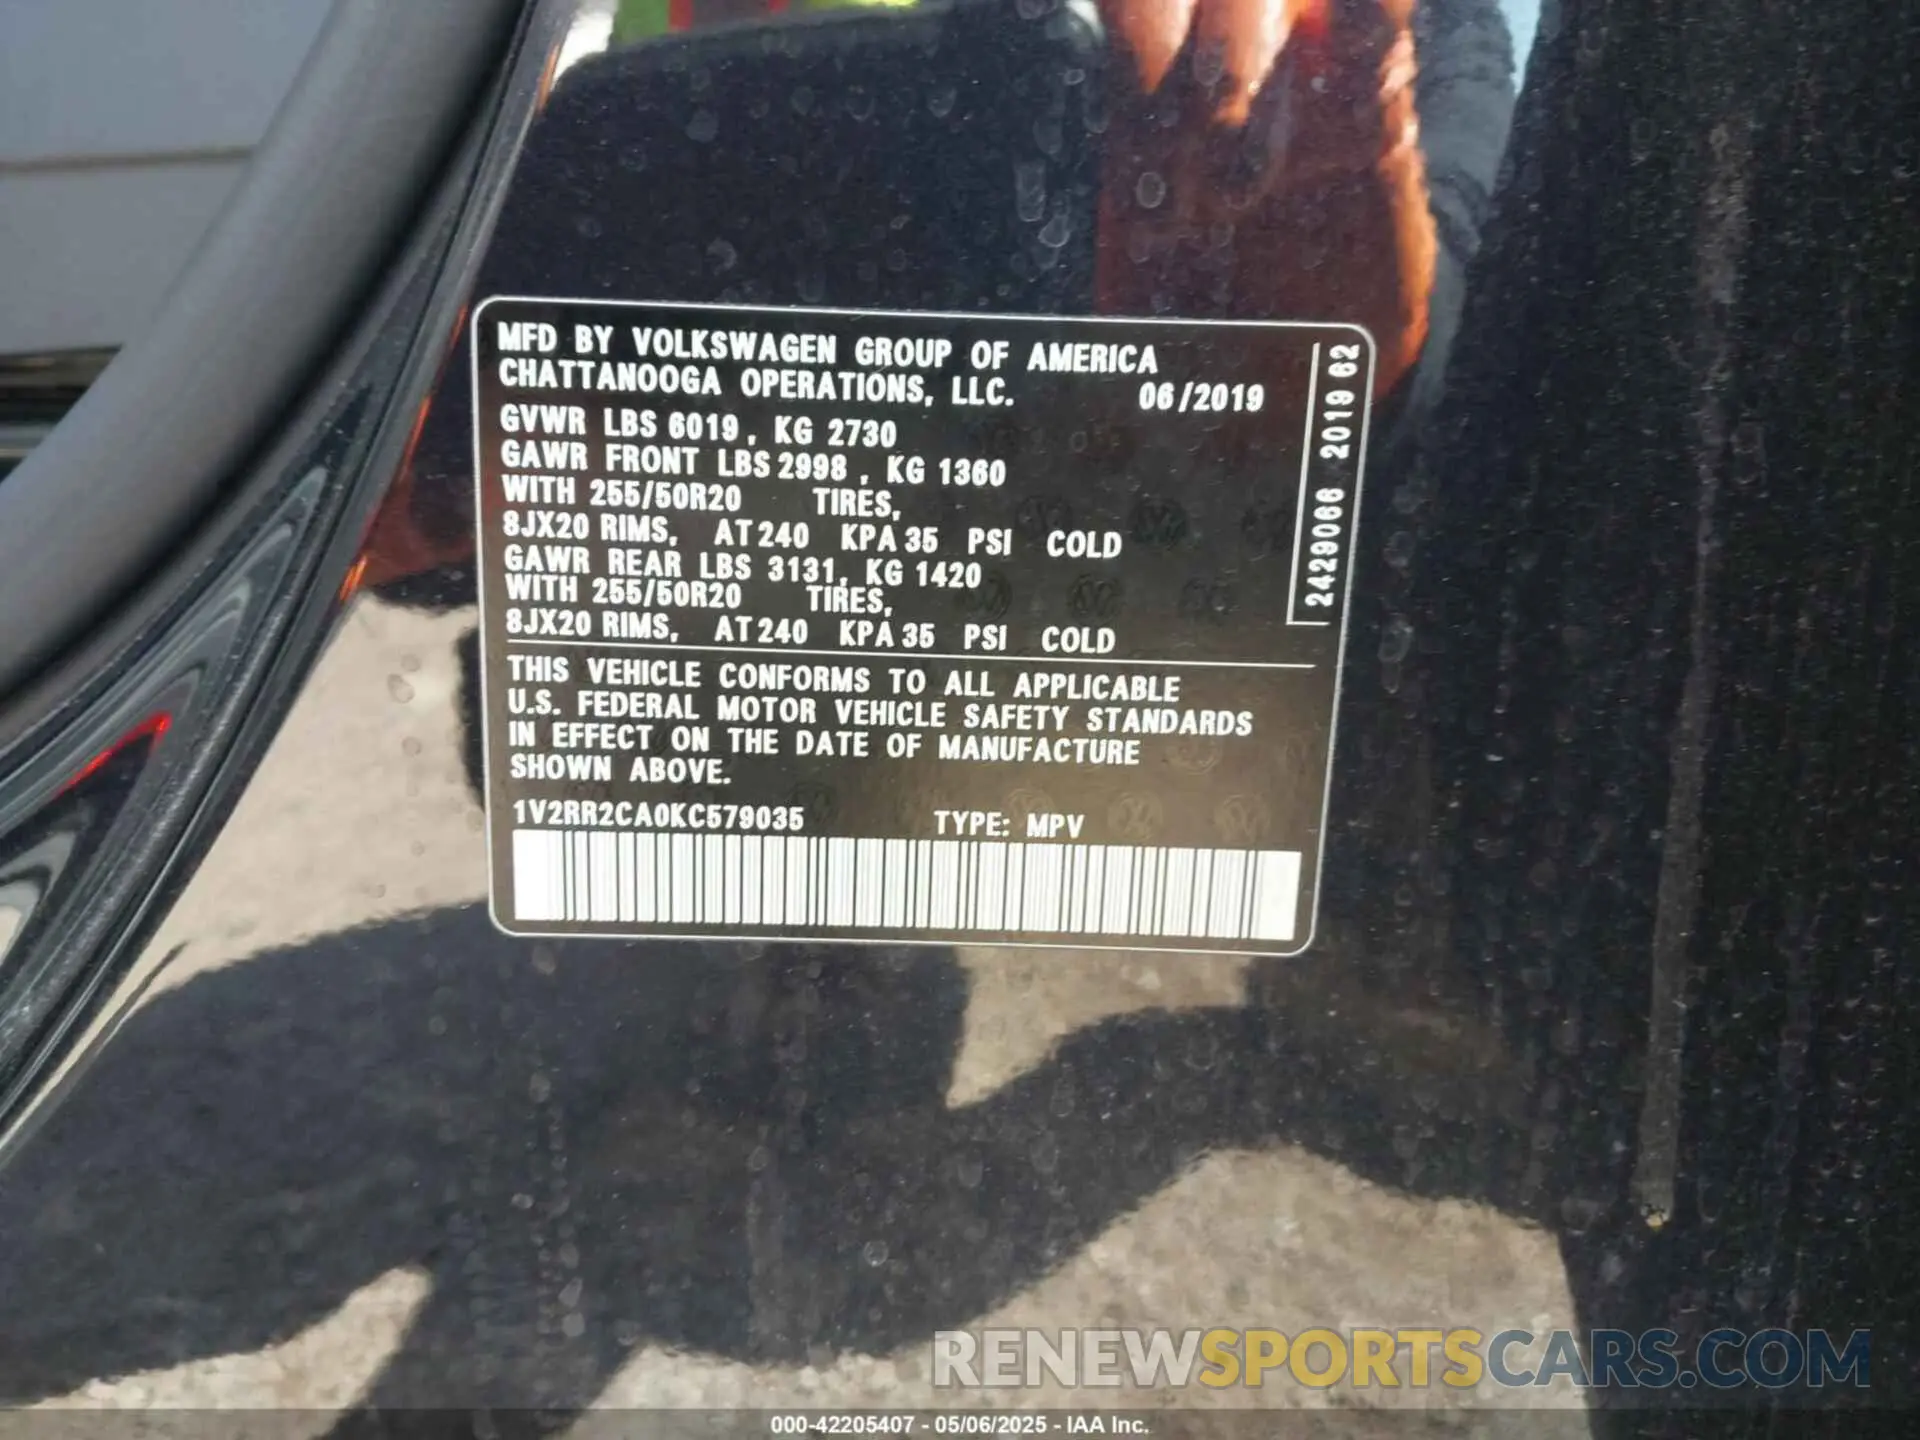 MFD BY VOLKSWAGEN GROUP OF AMERICA
CHATTANOOGA OPERATIONS, LLC. 06/2019
GVWR LBS 6019, KG 2730
GAWR FRONT LBS 2998, KG 1360
WITH 255/50R20 TIRES,
8JX20 RIMS, AT 240 KPA 35 PSI COLD
GAWR REAR LBS 3131, KG 1420
WITH 255/50R20 TIRES,
8JX20 RIMS, AT 240 KPA 35 PSI COLD
THIS VEHICLE CONFORMS TO ALL APPLICABLE
U.S. FEDERAL MOTOR VEHICLE SAFETY STANDARDS
IN EFFECT ON THE DATE OF MANUFACTURE
SHOWN ABOVE.
1V2RR2CA0KC579035 TYPE: MPV
2429066 2019 62
RENEWSPORTSCARS.COM
000-42205407 - 05/06/2025 - IAA Inc.